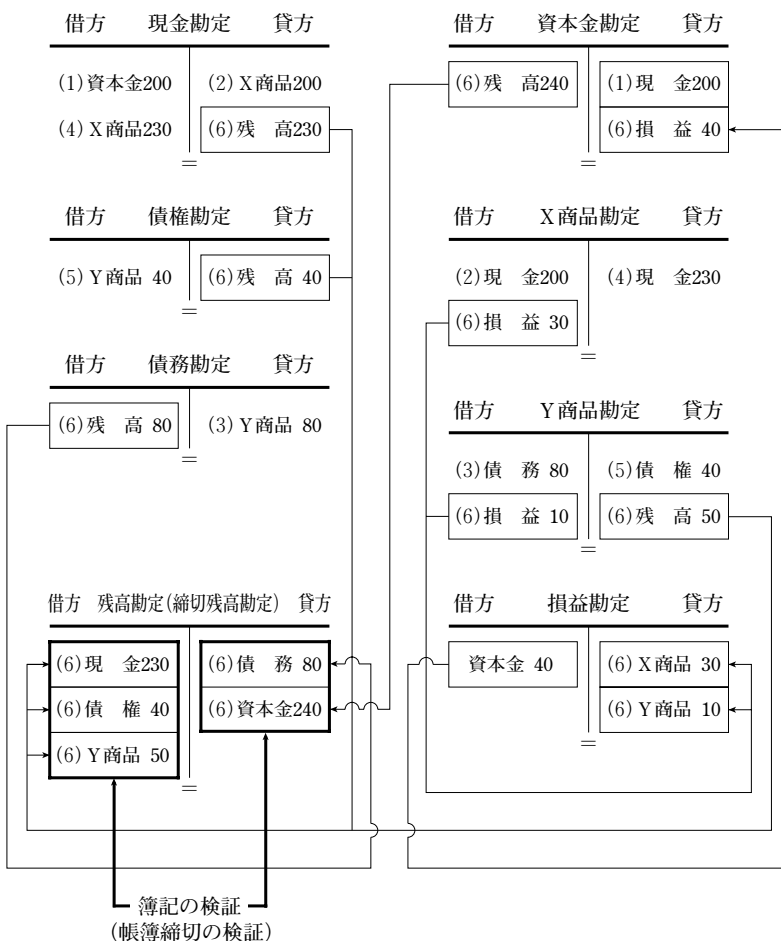 借方 現金勘定 貸方
(1)資本金200 (2)X商品200
(4)X商品230 (6)残 高230
=
借方 債権勘定 貸方
(5)Y商品 40 (6)残 高 40
=
借方 債務勘定 貸方
(6)残 高 80 (3)Y商品 80
=
借方 残高勘定(締切残高勘定) 貸方
(6)現 金230 (6)債 務 80
(6)債 権 40 (6)資本金240
(6)Y商品 50
=
簿記の検証
(帳簿締切の検証)
借方 資本金勘定 貸方
(6)残 高240 (1)現 金200
(6)損 益 40
=
借方 X商品勘定 貸方
(2)現 金200 (4)現 金230
(6)損 益 30
=
借方 Y商品勘定 貸方
(3)債 務 80 (5)債 権 40
(6)損 益 10 (6)残 高 50
=
借方 損益勘定 貸方
資本金 40 (6)X商品 30
(6)Y商品 10
=